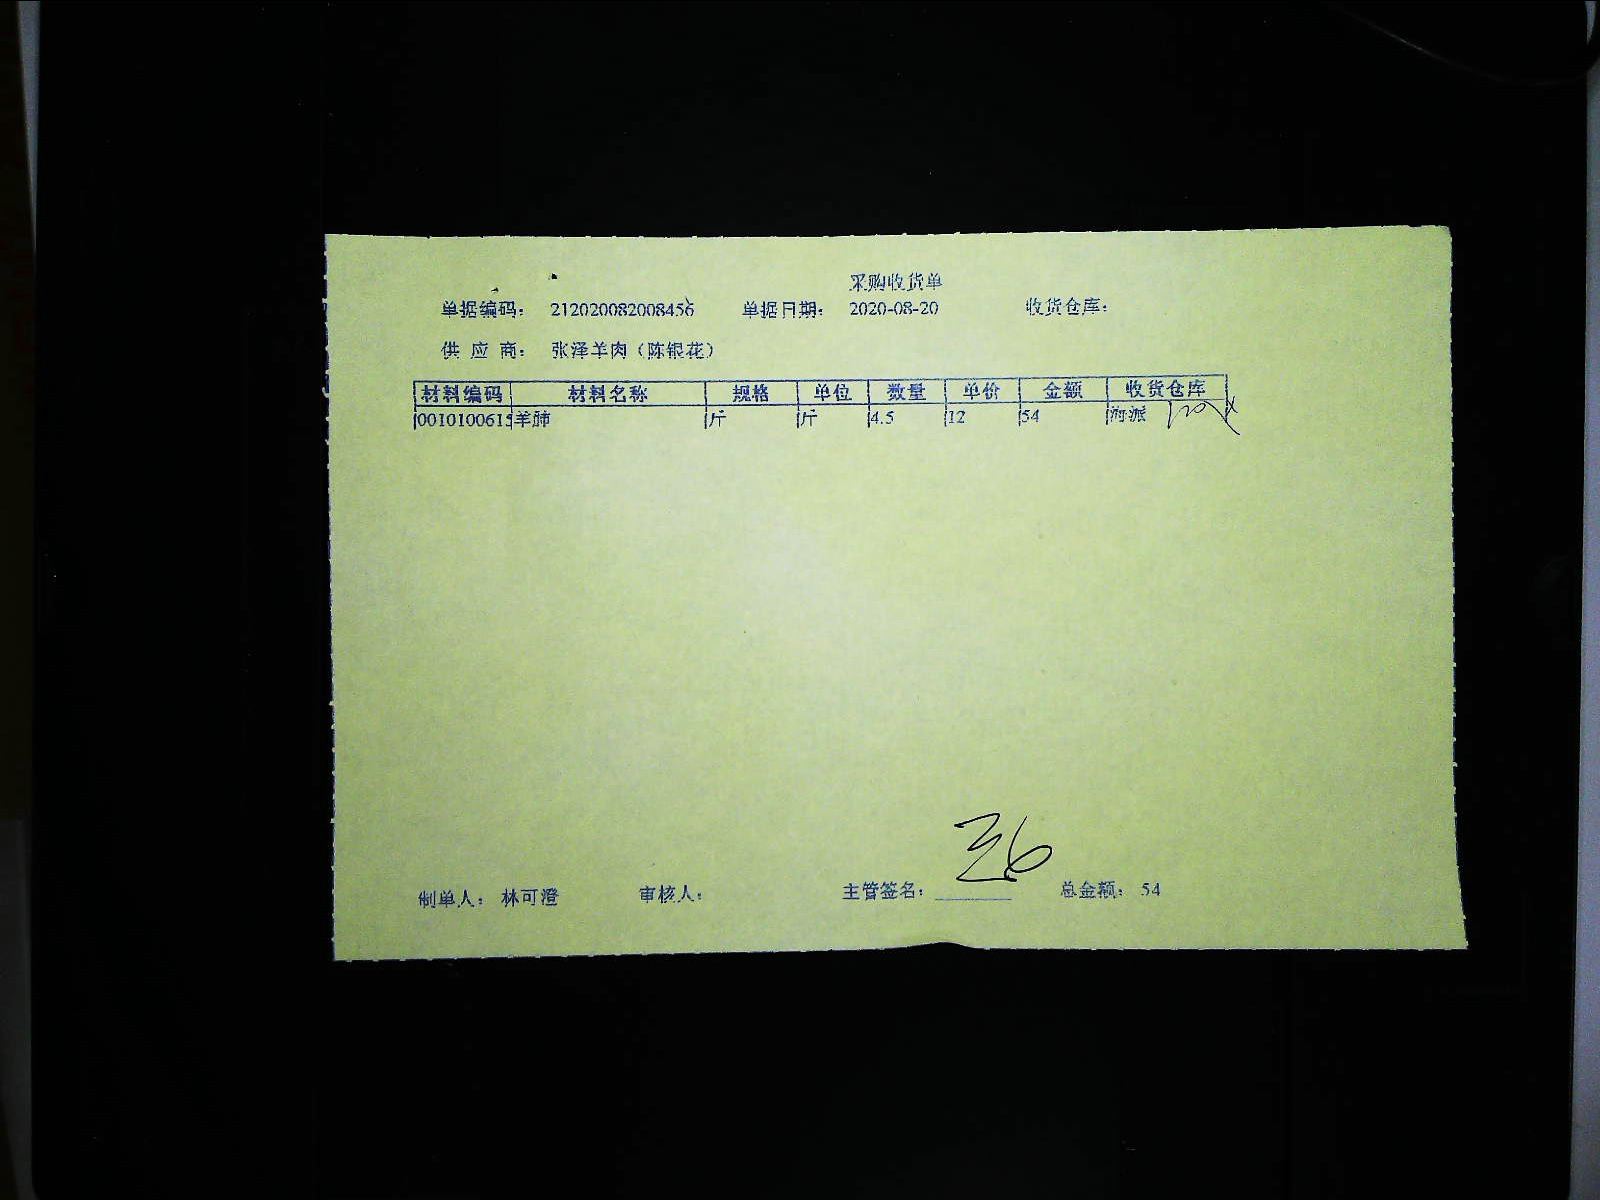 采购收货单
单据编码： 212020082008456 单据日期： 2020-08-20 收货仓库：
供 应 商： 张泽羊肉（陈银花）
材料编码 材料名称 规格 单位 数量 单价 金额 收货仓库
0010100615 羊肺 斤 斤 4.5 12 54 海派
制单人： 林可澄 审核人： 主管签名： 总金额： 54